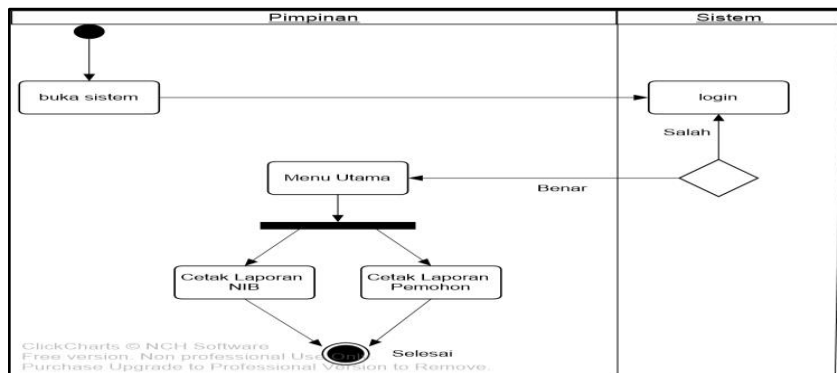 Pimpinan
Sistem
buka sistem
login
Salah
Menu Utama
Benar
Cetak Laporan
NIB
Cetak Laporan
Pemohon
Selesai
ClickCharts © NCH Software
Free version. Non professional Use Only.
Purchase Upgrade to Professional Version to Remove.